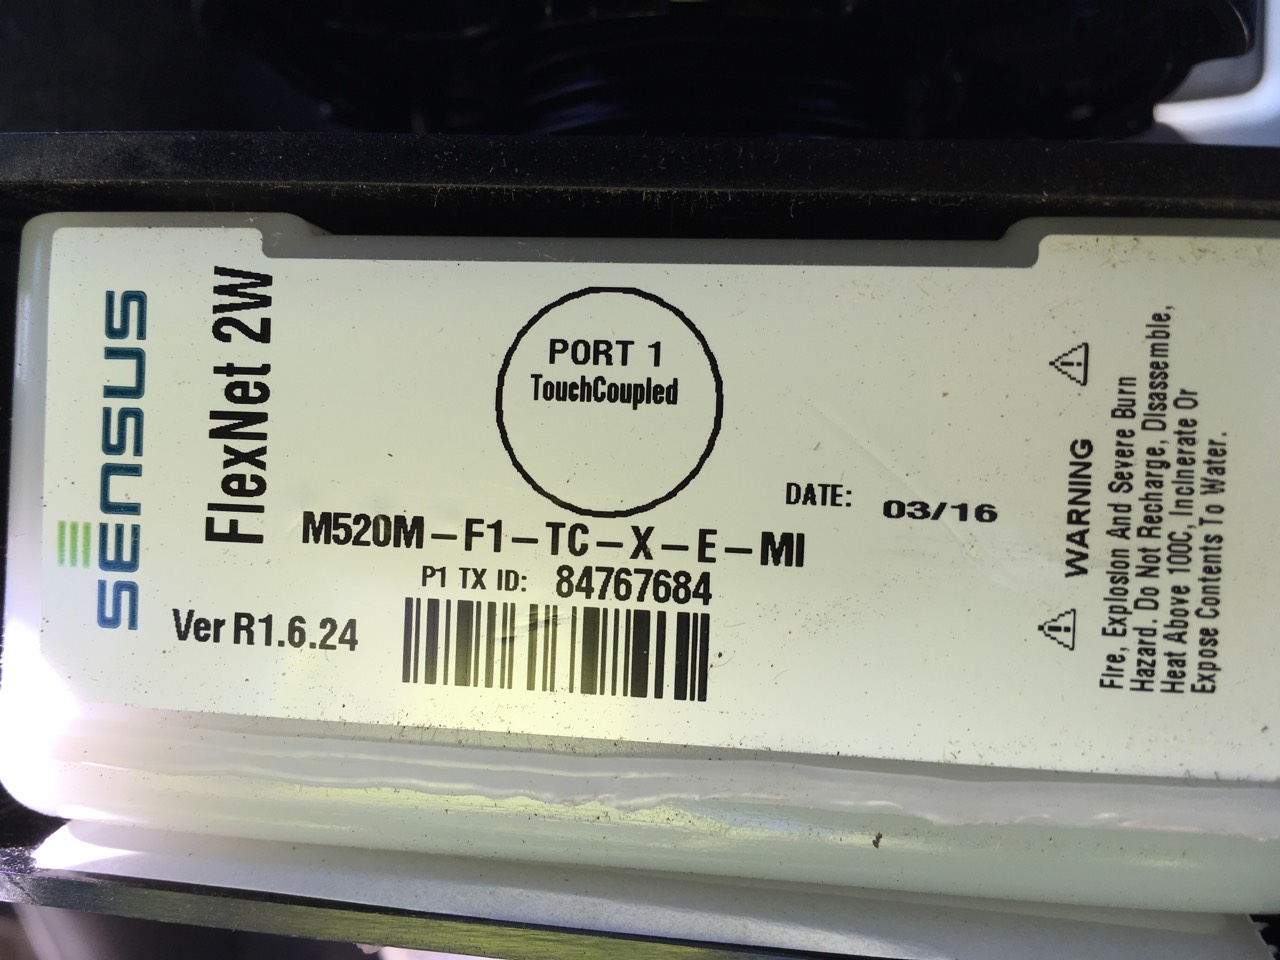 SENSUS
FlexNet 2W
PORT 1
TouchCoupled
DATE: 03/16
M520M-F1-TC-X-E-MI
P1 TX ID: 84767684
Ver R1.6.24
WARNING
Fire, Explosion And Severe Burn
Hazard. Do Not Recharge, Disassemble,
Heat Above 100C, Incinerate Or
Expose Contents To Water.